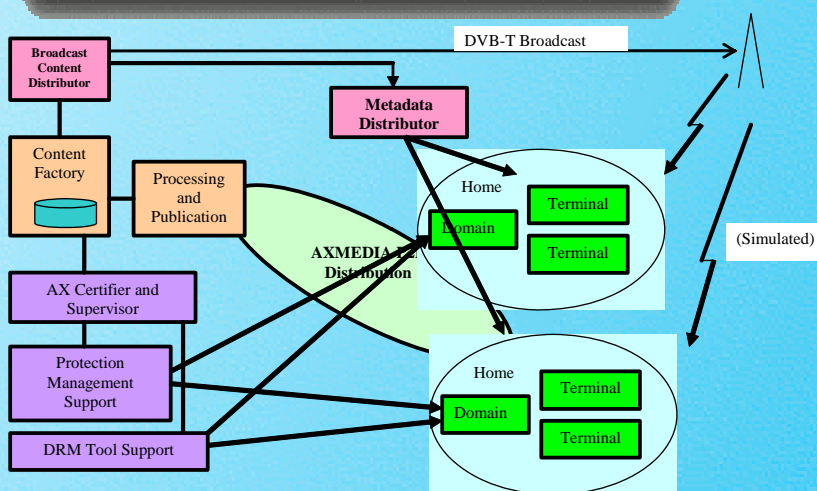 DVB-T Broadcast
Broadcast
Content
Distributor
Metadata
Distributor
Content
Factory
Processing
and
Publication
Home
Terminal
Domain
Terminal
AXMEDIA
Distribution
(Simulated)
AX Certifier and
Supervisor
Protection
Management
Support
Home
Terminal
Domain
Terminal
DRM Tool Support